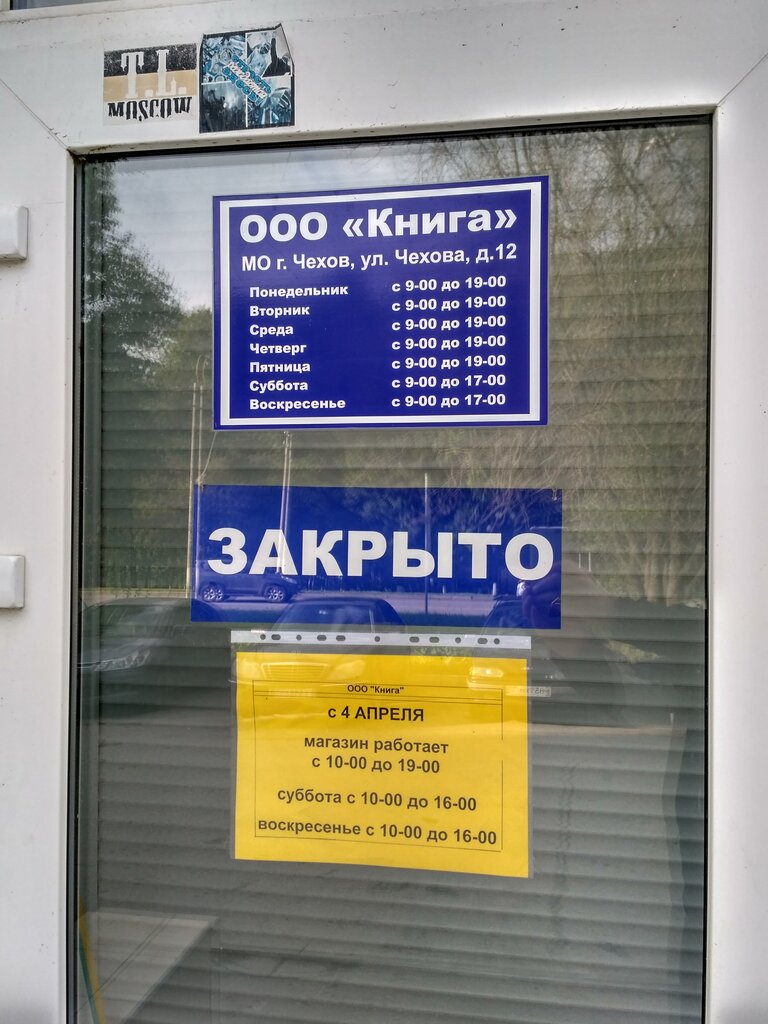 T.L.
MOSCOW
ООО «Книга»
МО г. Чехов, ул. Чехова, д.12
Понедельник с 9-00 до 19-00
Вторник с 9-00 до 19-00
Среда с 9-00 до 19-00
Четверг с 9-00 до 19-00
Пятница с 9-00 до 19-00
Суббота с 9-00 до 17-00
Воскресенье с 9-00 до 17-00
ЗАКРЫТО
ООО "Книга"
с 4 АПРЕЛЯ
магазин работает
с 10-00 до 19-00
суббота с 10-00 до 16-00
воскресенье с 10-00 до 16-00